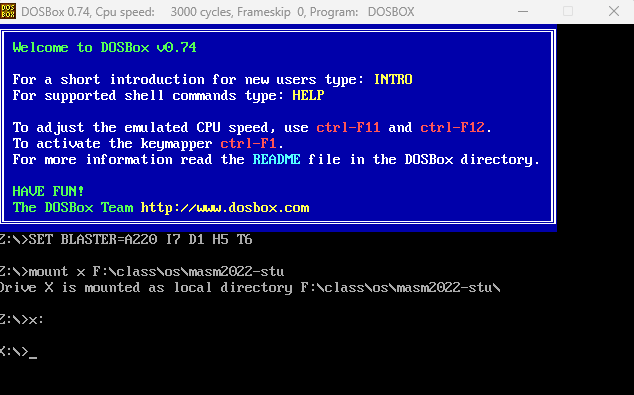 DOS BOX DOSBox 0.74, Cpu speed: 3000 cycles, Frameskip 0, Program: DOSBOX
Welcome to DOSBox v0.74
For a short introduction for new users type: INTRO
For supported shell commands type: HELP
To adjust the emulated CPU speed, use ctrl-F11 and ctrl-F12.
To activate the keymapper ctrl-F1.
For more information read the README file in the DOSBox directory.
HAVE FUN!
The DOSBox Team http://www.dosbox.com
Z:\>SET BLASTER=A220 I7 D1 H5 T6
Z:\>mount x F:\class\os\masm2022-stu
Drive X is mounted as local directory F:\class\os\masm2022-stu\
Z:\>x:
X:\>_